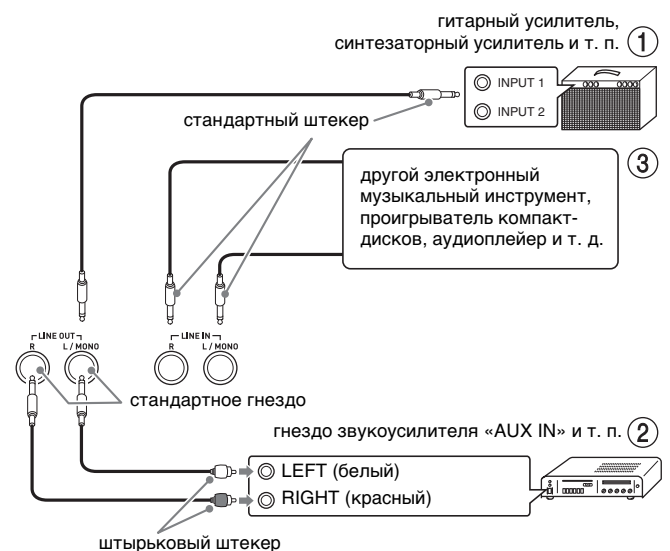 гитарный усилитель,
синтезаторный усилитель и т. п. ①
INPUT 1
INPUT 2
стандартный штекер
③
другой электронный
музыкальный инструмент,
проигрыватель компакт-
дисков, аудиоплейер и т. д.
LINE OUT
R L / MONO
LINE IN
R L / MONO
стандартное гнездо
гнездо звукоусилителя «AUX IN» и т. п. ②
LEFT (белый)
RIGHT (красный)
штырьковый штекер